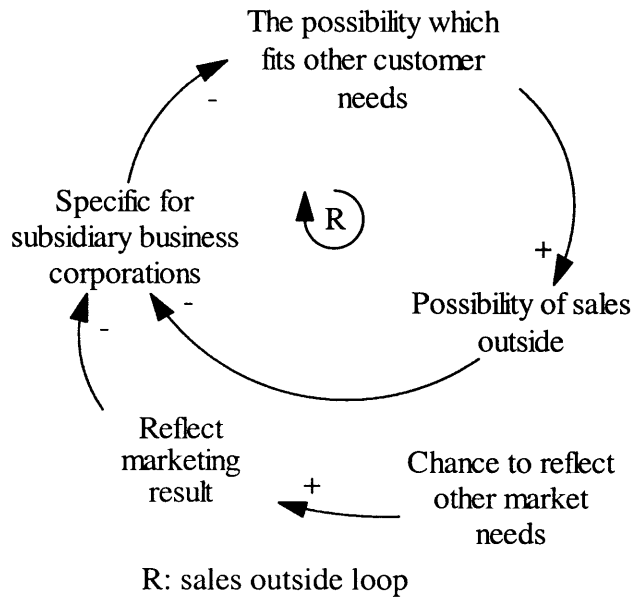 The possibility which
fits other customer
needs
-
Specific for
subsidiary business
corporations
R
+
Possibility of sales
outside
-
-
Reflect
marketing
result
+
Chance to reflect
other market
needs
R: sales outside loop